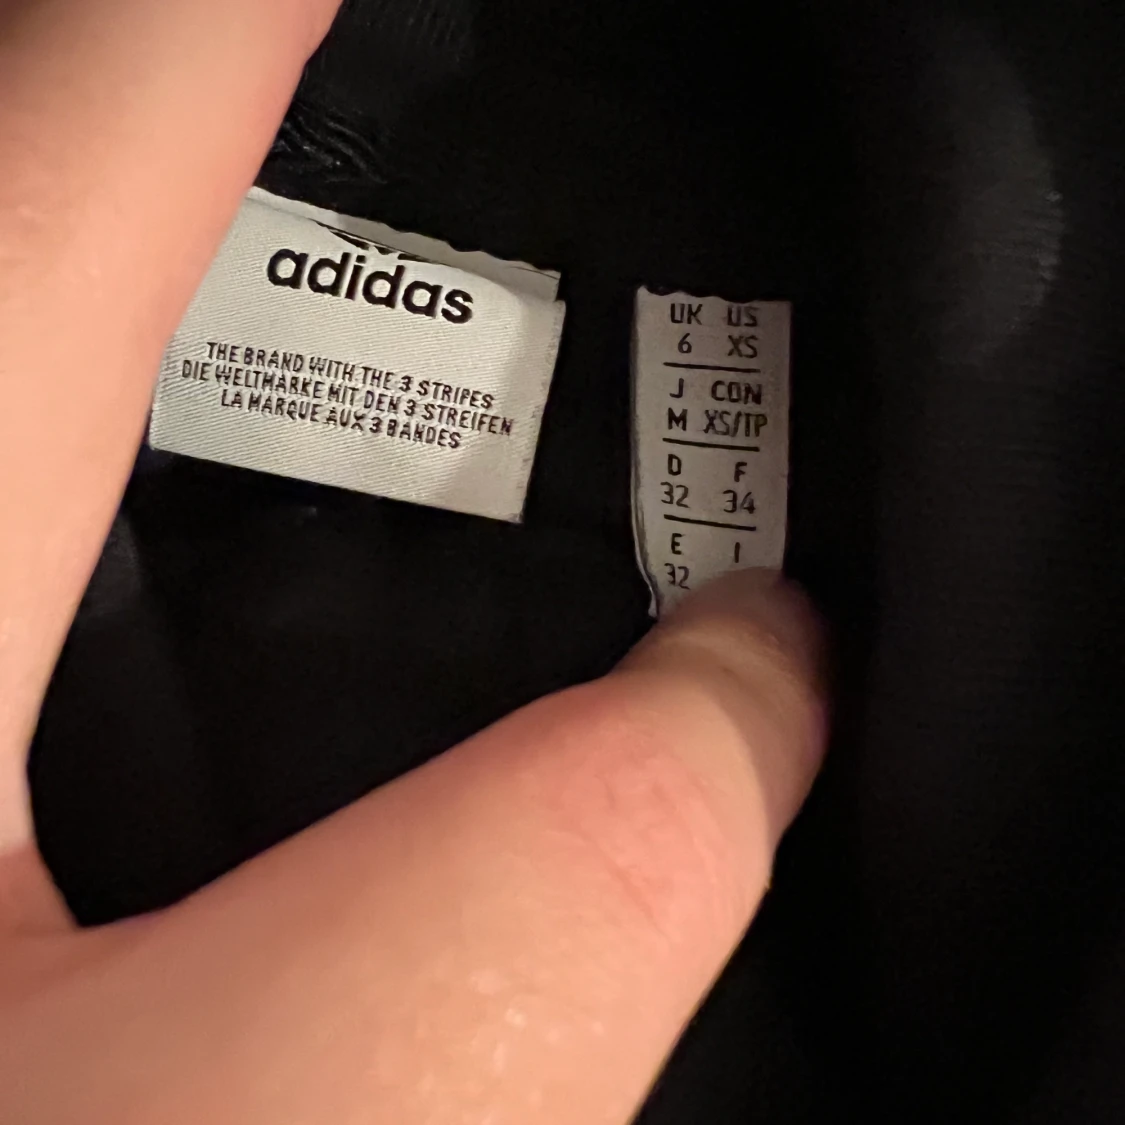 adidas
THE BRAND WITH THE 3 STRIPES
DIE WELTMARKE MIT DEN 3 STREIFEN
LA MARQUE AUX 3 BANDES
UK US
6 XS
J CON
M XS/TP
D F
32 34
E I
32